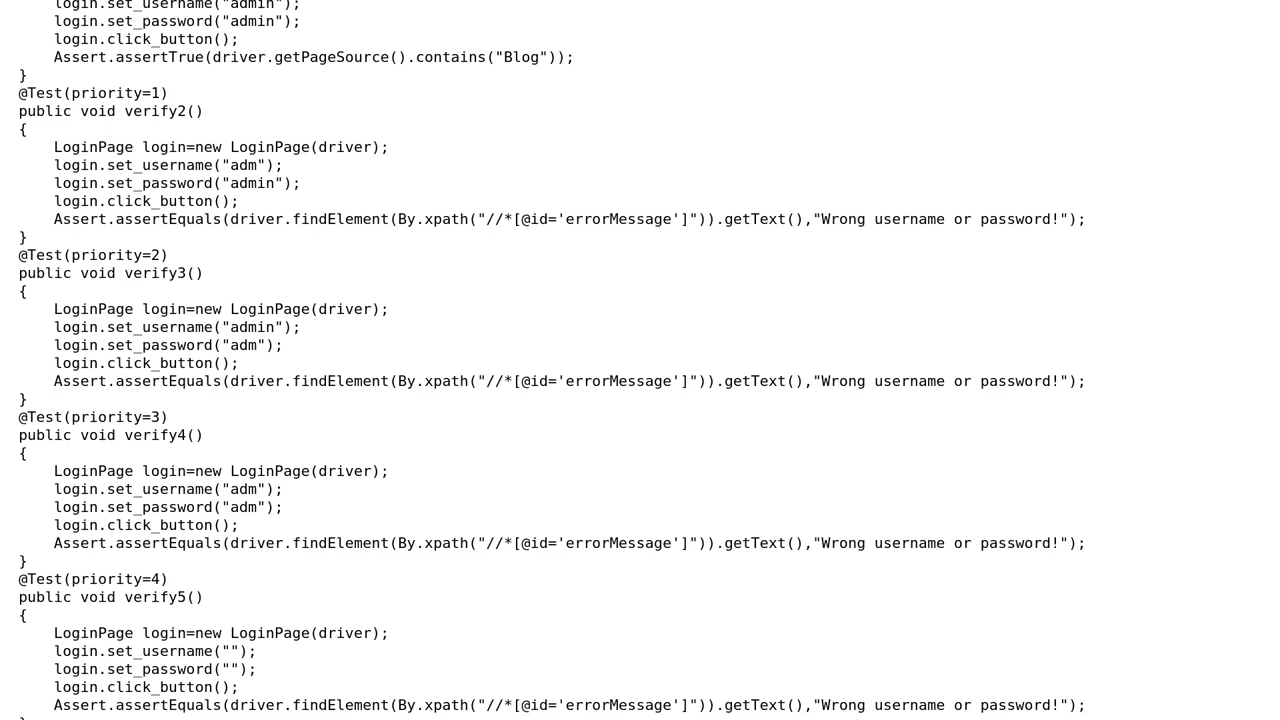 login.set_username("admin");
login.set_password("admin");
login.click_button();
Assert.assertTrue(driver.getPageSource().contains("Blog"));
}
@Test(priority=1)
public void verify2()
{
LoginPage login=new LoginPage(driver);
login.set_username("adm");
login.set_password("admin");
login.click_button();
Assert.assertEquals(driver.findElement(By.xpath("//*[@id='errorMessage']")).getText(),"Wrong username or password!");
}
@Test(priority=2)
public void verify3()
{
LoginPage login=new LoginPage(driver);
login.set_username("admin");
login.set_password("adm");
login.click_button();
Assert.assertEquals(driver.findElement(By.xpath("//*[@id='errorMessage']")).getText(),"Wrong username or password!");
}
@Test(priority=3)
public void verify4()
{
LoginPage login=new LoginPage(driver);
login.set_username("adm");
login.set_password("adm");
login.click_button();
Assert.assertEquals(driver.findElement(By.xpath("//*[@id='errorMessage']")).getText(),"Wrong username or password!");
}
@Test(priority=4)
public void verify5()
{
LoginPage login=new LoginPage(driver);
login.set_username("");
login.set_password("");
login.click_button();
Assert.assertEquals(driver.findElement(By.xpath("//*[@id='errorMessage']")).getText(),"Wrong username or password!");
}